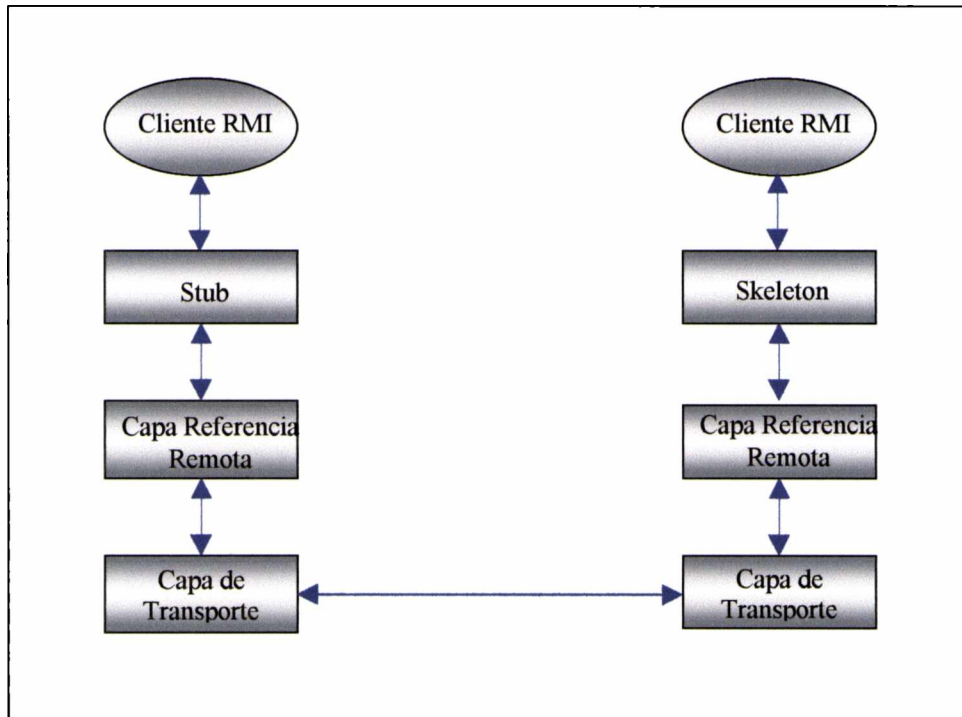 Cliente RMI
Cliente RMI
Stub
Skeleton
Capa Referencia
Remota
Capa Referencia
Remota
Capa de
Transporte
Capa de
Transporte